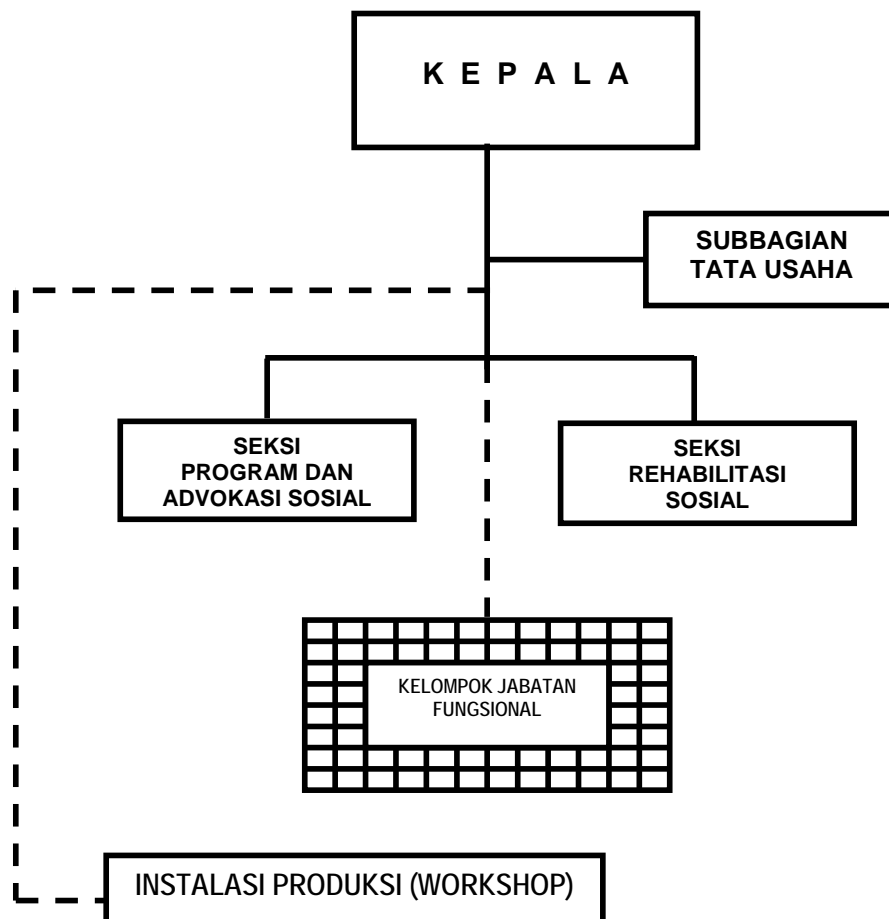 K E P A L A
SUBBAGIAN
TATA USAHA
SEKSI
PROGRAM DAN
ADVOKASI SOSIAL
SEKSI
REHABILITASI
SOSIAL
KELOMPOK JABATAN
FUNGSIONAL
INSTALASI PRODUKSI (WORKSHOP)